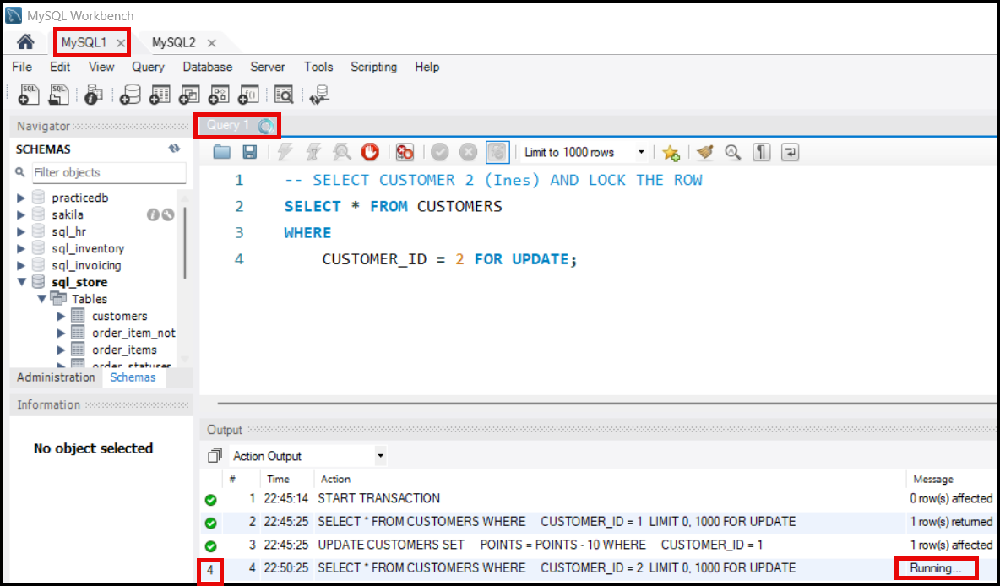 MySQL Workbench
MySQL1 MySQL2
File Edit View Query Database Server Tools Scripting Help
Navigator
SCHEMAS
Filter objects
practicedb
sakila
sql_hr
sql_inventory
sql_invoicing
sql_store
Tables
customers
order_item_not
order_items
order_statuses
Administration Schemas
Information
No object selected
Query 1
Limit to 1000 rows
1 -- SELECT CUSTOMER 2 (Ines) AND LOCK THE ROW
2 SELECT * FROM CUSTOMERS
3 WHERE
4 CUSTOMER_ID = 2 FOR UPDATE;
Output
Action Output
# Time Action Message
1 22:45:14 START TRANSACTION 0 row(s) affected
2 22:45:25 SELECT * FROM CUSTOMERS WHERE CUSTOMER_ID = 1 LIMIT 0, 1000 FOR UPDATE 1 row(s) returned
3 22:45:25 UPDATE CUSTOMERS SET POINTS = POINTS - 10 WHERE CUSTOMER_ID = 1 1 row(s) affected
4 4 22:50:25 SELECT * FROM CUSTOMERS WHERE CUSTOMER_ID = 2 LIMIT 0, 1000 FOR UPDATE Running...